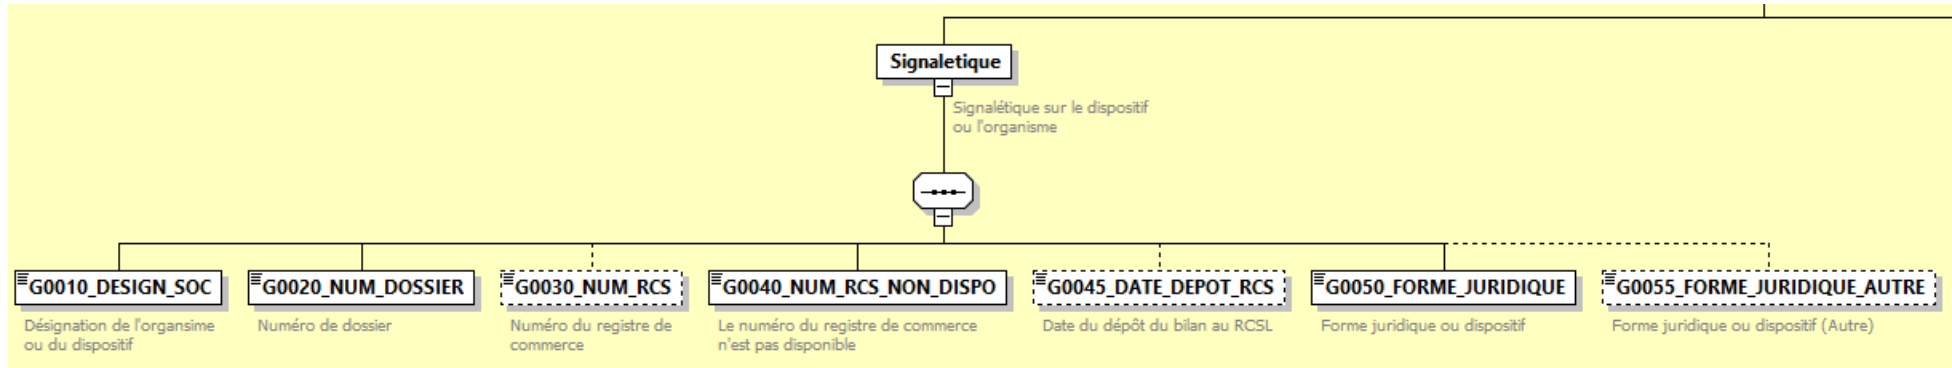 Signaletique
Signalétique sur le dispositif
ou l'organisme
G0010_DESIGN_SOC
G0020_NUM_DOSSIER
G0030_NUM_RCS
G0040_NUM_RCS_NON_DISPO
G0045_DATE_DEPOT_RCS
G0050_FORME_JURIDIQUE
G0055_FORME_JURIDIQUE_AUTRE
Désignation de l'organsime
ou du dispositif
Numéro de dossier
Numéro du registre de
commerce
Le numéro du registre de commerce
n'est pas disponible
Date du dépôt du bilan au RCSL
Forme juridique ou dispositif
Forme juridique ou dispositif (Autre)